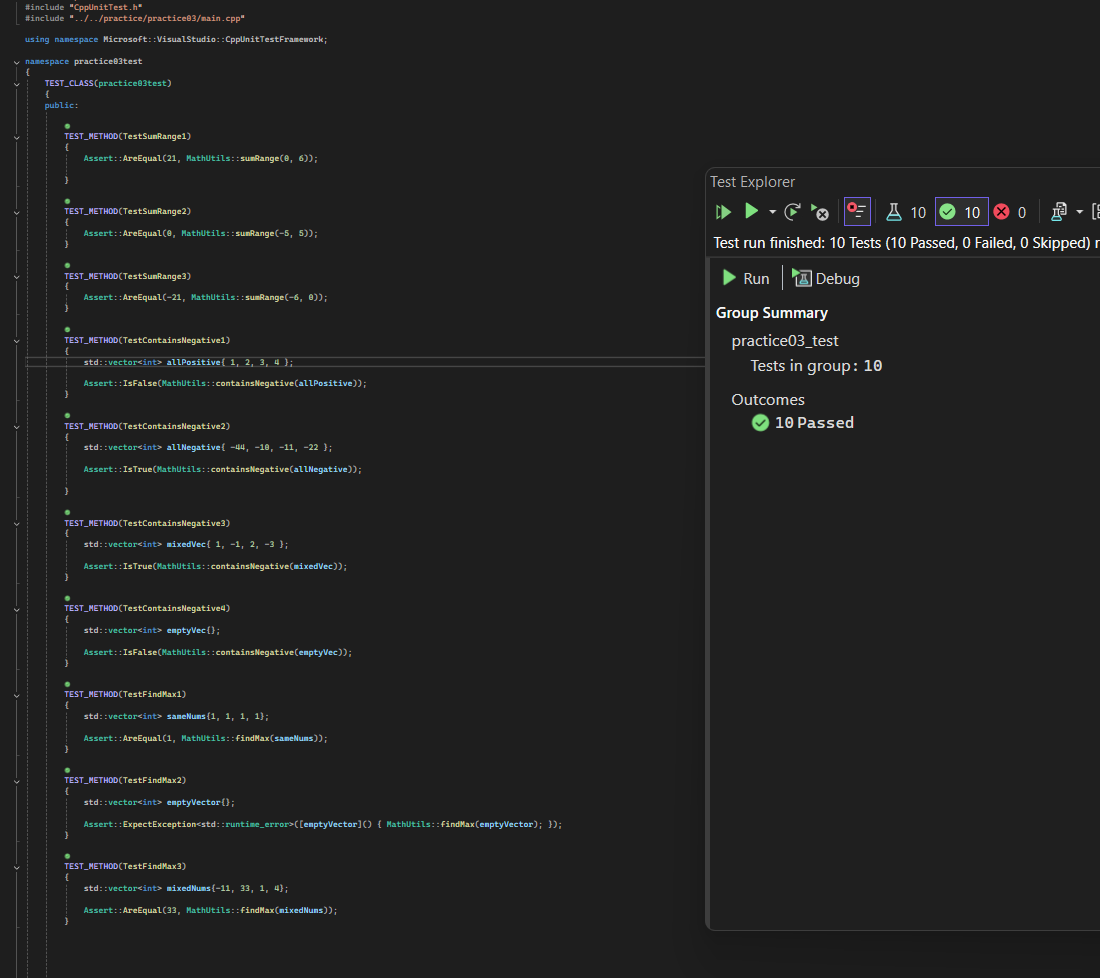 #include "CppUnitTest.h"
#include "../../practice/practice03/main.cpp"
using namespace Microsoft::VisualStudio::CppUnitTestFramework;
namespace practice03test
{
TEST_CLASS(practice03test)
{
public:
TEST_METHOD(TestSumRange1)
{
Assert::AreEqual(21, MathUtils::sumRange(0, 6));
}
TEST_METHOD(TestSumRange2)
{
Assert::AreEqual(0, MathUtils::sumRange(-5, 5));
}
TEST_METHOD(TestSumRange3)
{
Assert::AreEqual(-21, MathUtils::sumRange(-6, 0));
}
TEST_METHOD(TestContainsNegative1)
{
std::vector<int> allPositive{ 1, 2, 3, 4 };
Assert::IsFalse(MathUtils::containsNegative(allPositive));
}
TEST_METHOD(TestContainsNegative2)
{
std::vector<int> allNegative{ -44, -10, -11, -22 };
Assert::IsTrue(MathUtils::containsNegative(allNegative));
}
TEST_METHOD(TestContainsNegative3)
{
std::vector<int> mixedVec{ 1, -1, 2, -3 };
Assert::IsTrue(MathUtils::containsNegative(mixedVec));
}
TEST_METHOD(TestContainsNegative4)
{
std::vector<int> emptyVec{};
Assert::IsFalse(MathUtils::containsNegative(emptyVec));
}
TEST_METHOD(TestFindMax1)
{
std::vector<int> sameNums{1, 1, 1, 1};
Assert::AreEqual(1, MathUtils::findMax(sameNums));
}
TEST_METHOD(TestFindMax2)
{
std::vector<int> emptyVector{};
Assert::ExpectException<std::runtime_error>([emptyVector]() { MathUtils::findMax(emptyVector); });
}
TEST_METHOD(TestFindMax3)
{
std::vector<int> mixedNums{-11, 33, 1, 4};
Assert::AreEqual(33, MathUtils::findMax(mixedNums));
}
Test Explorer
10 10 0
Test run finished: 10 Tests (10 Passed, 0 Failed, 0 Skipped) r
Run Debug
Group Summary
practice03_test
Tests in group: 10
Outcomes
10 Passed